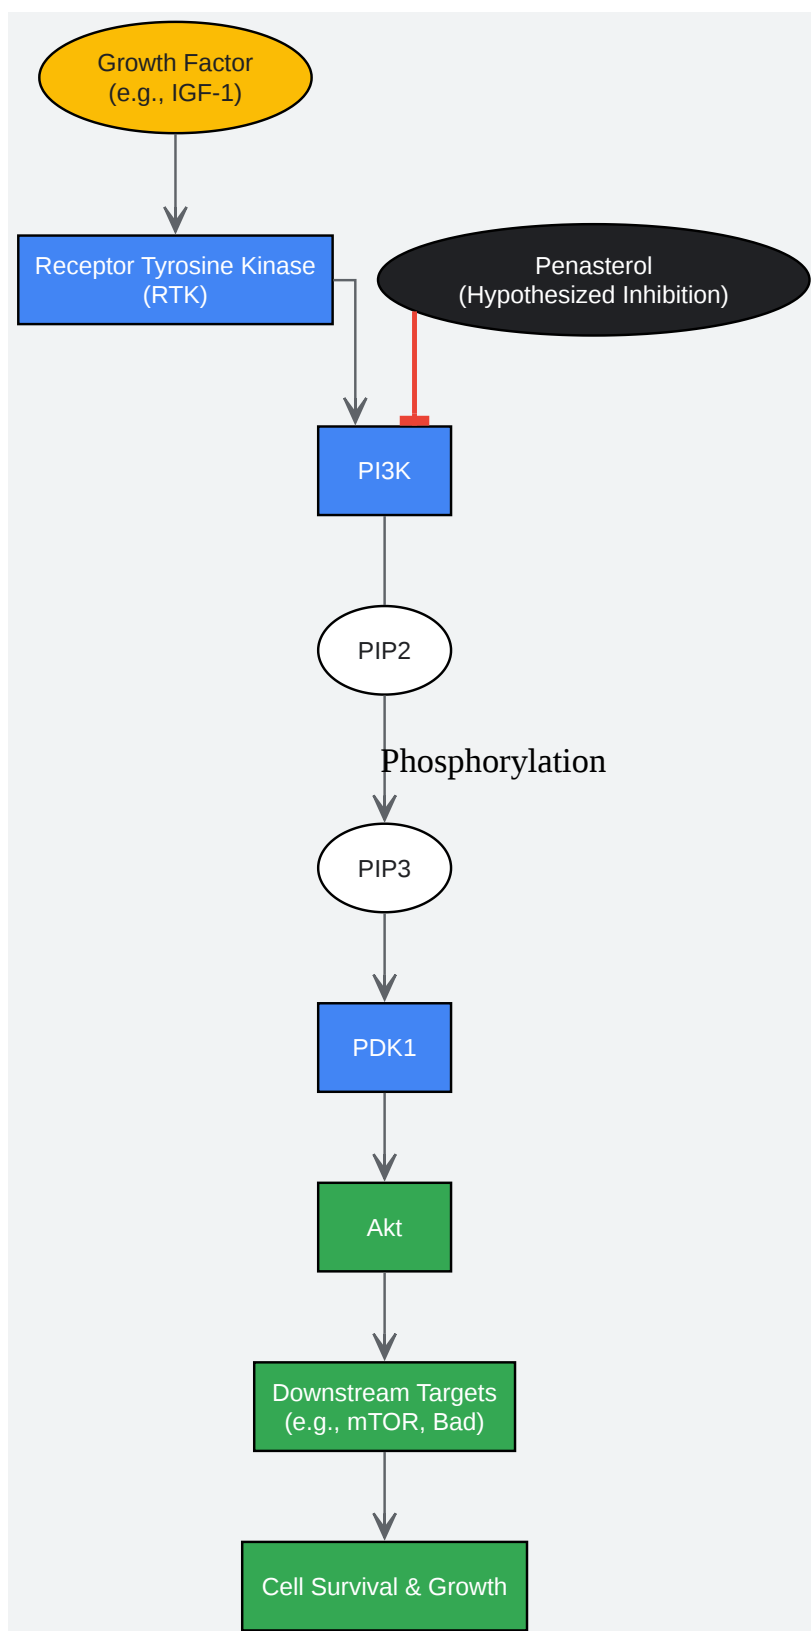 Growth Factor
(e.g., IGF-1)
Receptor Tyrosine Kinase
(RTK)
Penasterol
(Hypothesized Inhibition)
PI3K
PIP2
Phosphorylation
PIP3
PDK1
Akt
Downstream Targets
(e.g., mTOR, Bad)
Cell Survival & Growth